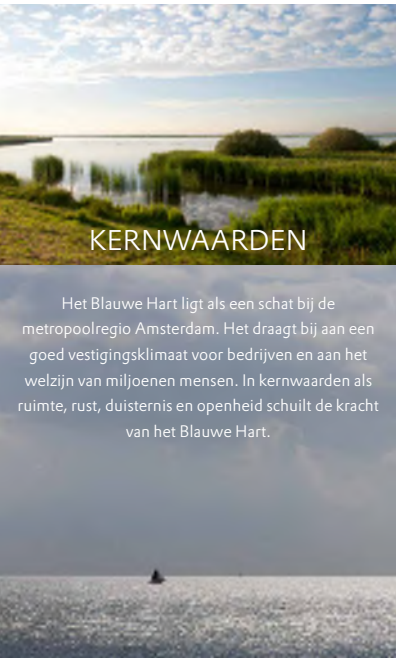 KERNWAARDEN
Het Blauwe Hart ligt als een schat bij de
metropoolregio Amsterdam. Het draagt bij aan een
goed vestigingsklimaat voor bedrijven en aan het
welzijn van miljoenen mensen. In kernwaarden als
ruimte, rust, duisternis en openheid schuilt de kracht
van het Blauwe Hart.